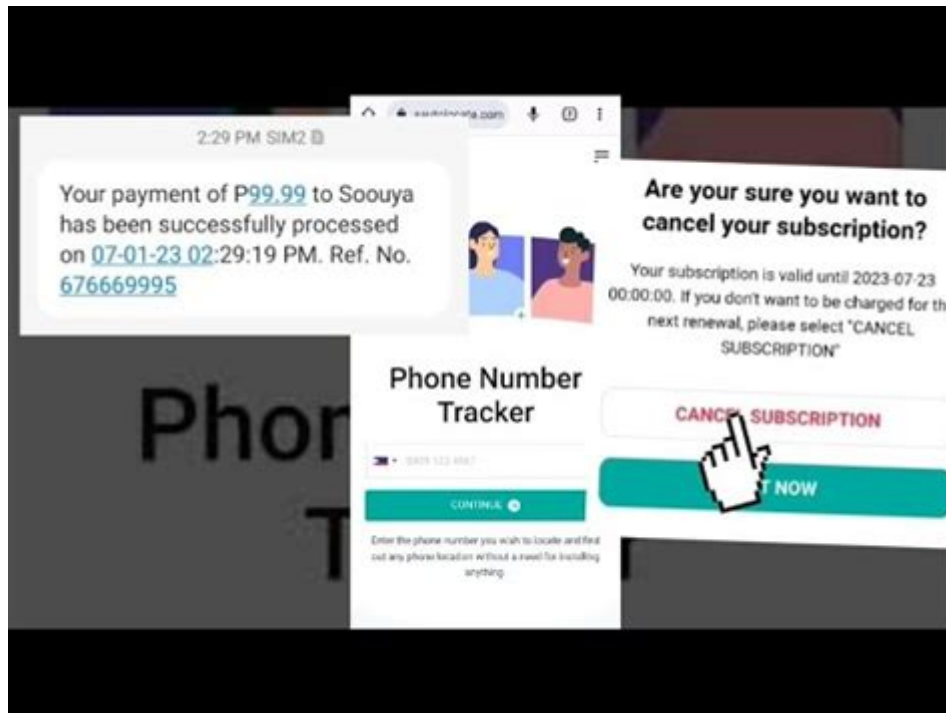 2:29 PM SIM2
Your payment of P99.99 to Soouya
has been successfully processed
on 07-01-23 02:29:19 PM. Ref. No.
676669995
Phone Number
Tracker
CONTINUE
Enter the phone number you wish to locate and find
out any phone location without a need for installing
anything.
Are your sure you want to
cancel your subscription?
Your subscription is valid until 2023-07-23
00:00:00. If you don't want to be charged for th
next renewal, please select "CANCEL
SUBSCRIPTION"
CANCEL SUBSCRIPTION
T NOW
Phon
T